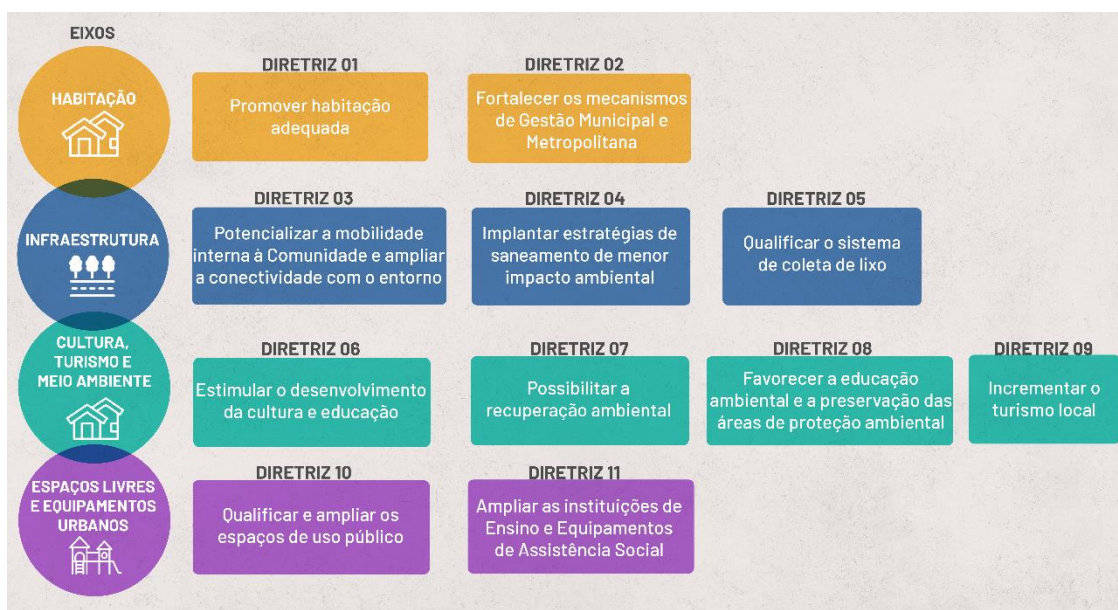 EIXOS
HABITAÇÃO
DIRETRIZ 01
Promover habitação
adequada
DIRETRIZ 02
Fortalecer os mecanismos
de Gestão Municipal e
Metropolitana
INFRAESTRUTURA
DIRETRIZ 03
Potencializar a mobilidade
interna à Comunidade e ampliar
a conectividade com o entorno
DIRETRIZ 04
Implantar estratégias de
saneamento de menor
impacto ambiental
DIRETRIZ 05
Qualificar o sistema
de coleta de lixo
CULTURA,
TURISMO E
MEIO AMBIENTE
DIRETRIZ 06
Estimular o desenvolvimento
da cultura e educação
DIRETRIZ 07
Possibilitar a
recuperação ambiental
DIRETRIZ 08
Favorecer a educação
ambiental e a preservação das
áreas de proteção ambiental
DIRETRIZ 09
Incrementar o
turismo local
ESPAÇOS LIVRES
E EQUIPAMENTOS
URBANOS
DIRETRIZ 10
Qualificar e ampliar os
espaços de uso público
DIRETRIZ 11
Ampliar as instituições de
Ensino e Equipamentos
de Assistência Social